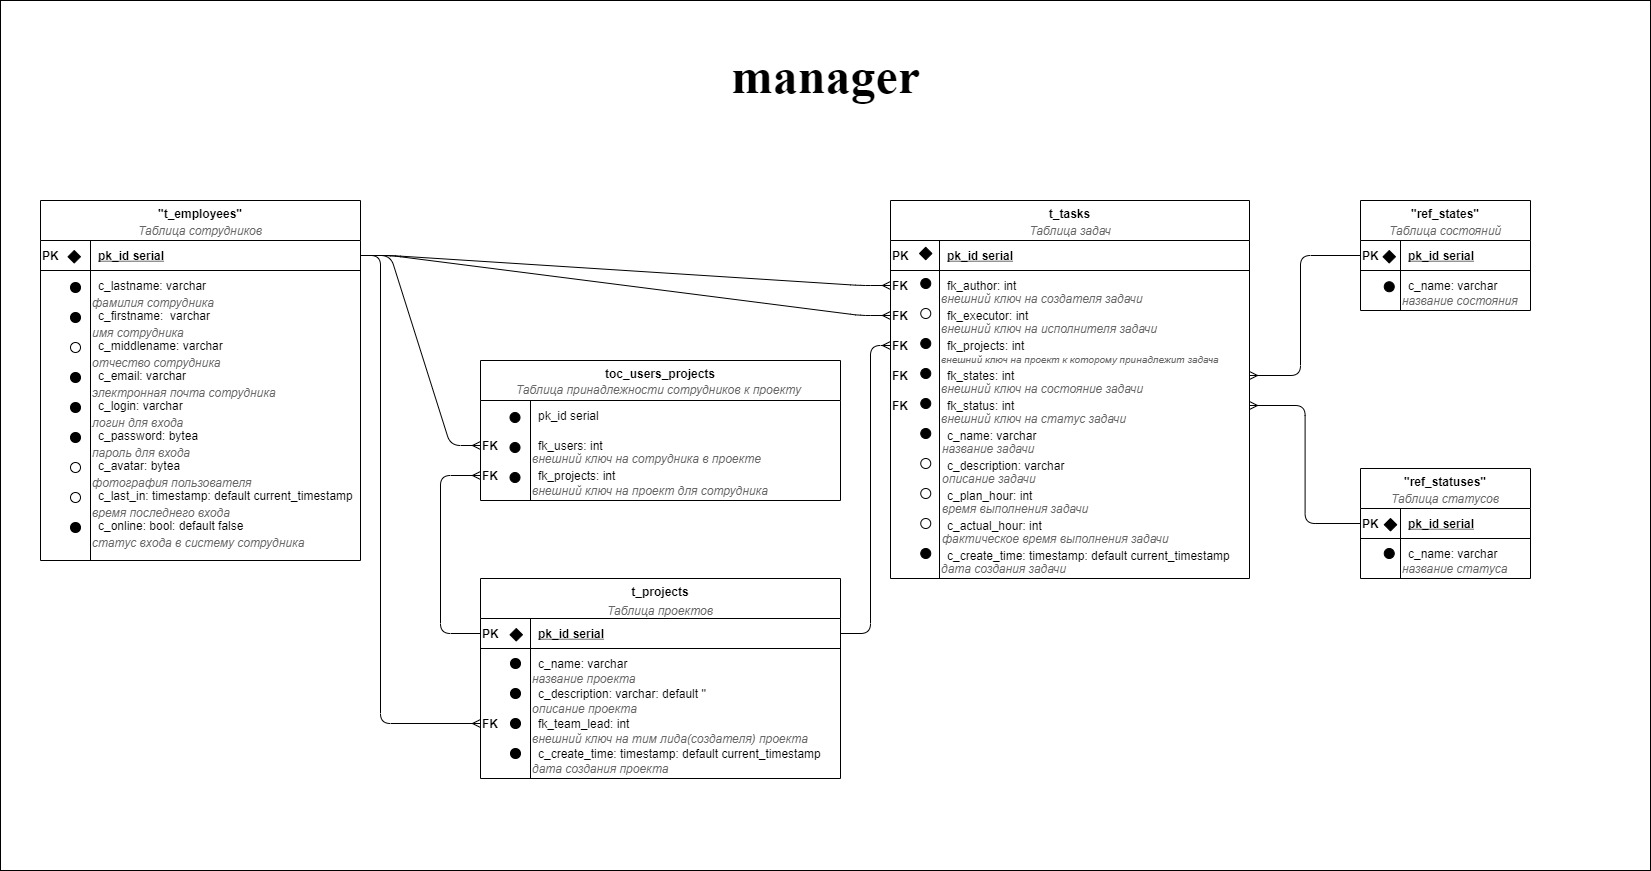 manager
"t_employees"
Таблица сотрудников
PK pk_id serial
c_lastname: varchar
фамилия сотрудника
c_firstname: varchar
имя сотрудника
c_middlename: varchar
отчество сотрудника
c_email: varchar
электронная почта сотрудника
c_login: varchar
логин для входа
c_password: bytea
пароль для входа
c_avatar: bytea
фотография пользователя
c_last_in: timestamp: default current_timestamp
время последнего входа
c_online: bool: default false
статус входа в систему сотрудника
toc_users_projects
Таблица принадлежности сотрудников к проекту
pk_id serial
FK fk_users: int
внешний ключ на сотрудника в проекте
FK fk_projects: int
внешний ключ на проект для сотрудника
t_projects
Таблица проектов
PK pk_id serial
c_name: varchar
название проекта
c_description: varchar: default ''
описание проекта
FK fk_team_lead: int
внешний ключ на тим лида(создателя) проекта
c_create_time: timestamp: default current_timestamp
дата создания проекта
t_tasks
Таблица задач
PK pk_id serial
FK fk_author: int
внешний ключ на создателя задачи
FK fk_executor: int
внешний ключ на исполнителя задачи
FK fk_projects: int
внешний ключ на проект к которому принадлежит задача
FK fk_states: int
внешний ключ на состояние задачи
FK fk_status: int
внешний ключ на статус задачи
c_name: varchar
название задачи
c_description: varchar
описание задачи
c_plan_hour: int
время выполнения задачи
c_actual_hour: int
фактическое время выполнения задачи
c_create_time: timestamp: default current_timestamp
дата создания задачи
"ref_states"
Таблица состояний
PK pk_id serial
c_name: varchar
название состояния
"ref_statuses"
Таблица статусов
PK pk_id serial
c_name: varchar
название статуса